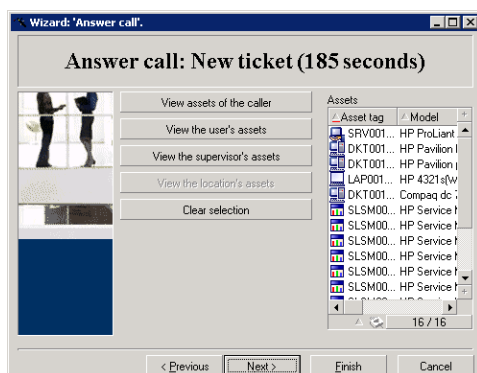 Wizard: 'Answer call'.
Answer call: New ticket (185 seconds)
View assets of the caller
View the user's assets
View the supervisor's assets
View the location's assets
Clear selection
Assets
Asset tag Model
SRV001... HP ProLiant
DKT001... HP Pavilion
DKT001... HP Pavilion
LAP001... HP 4321s(W
DKT001... Compaq dc
SLSM00... HP Service
SLSM00... HP Service
SLSM00... HP Service
SLSM00... HP Service
SLSM00... HP Service
16 / 16
< Previous Next > Finish Cancel